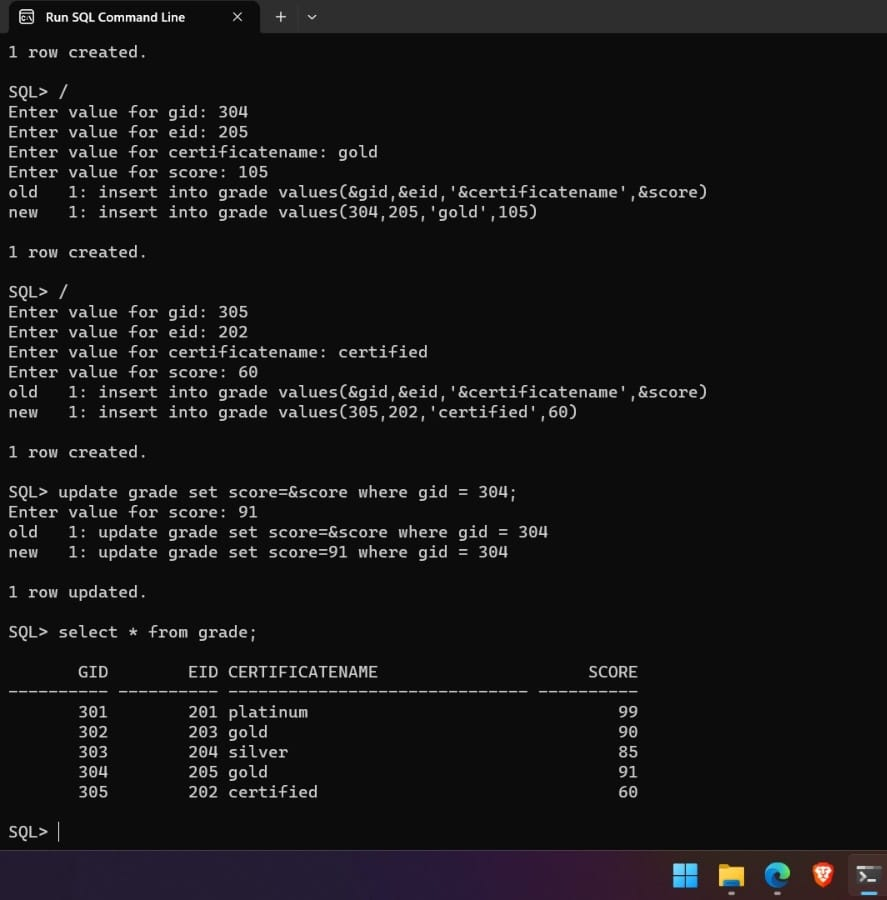 Run SQL Command Line
1 row created.
SQL> /
Enter value for gid: 304
Enter value for eid: 205
Enter value for certificatename: gold
Enter value for score: 105
old   1: insert into grade values(&gid,&eid,'&certificatename',&score)
new   1: insert into grade values(304,205,'gold',105)
1 row created.
SQL> /
Enter value for gid: 305
Enter value for eid: 202
Enter value for certificatename: certified
Enter value for score: 60
old   1: insert into grade values(&gid,&eid,'&certificatename',&score)
new   1: insert into grade values(305,202,'certified',60)
1 row created.
SQL> update grade set score=&score where gid = 304;
Enter value for score: 91
old   1: update grade set score=&score where gid = 304
new   1: update grade set score=91 where gid = 304
1 row updated.
SQL> select * from grade;
GID        EID CERTIFICATENAME                     SCORE
---------- ---------- ------------------------------ ----------
301        201 platinum                               99
302        203 gold                                   90
303        204 silver                                 85
304        205 gold                                   91
305        202 certified                              60
SQL>